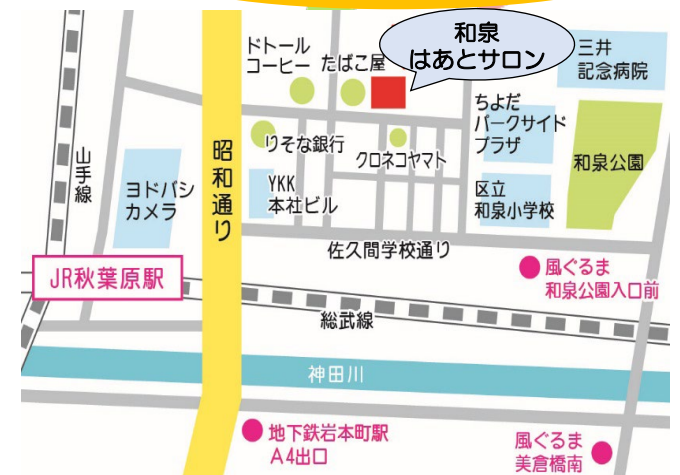 和泉
はあとサロン
ドトール
コーヒー
たばこ屋
三井
記念病院
ちよだ
パークサイド
プラザ
和泉公園
りそな銀行
クロネコヤマト
昭和通り
山手線
ヨドバシ
カメラ
YKK
本社ビル
区立
和泉小学校
佐久間学校通り
JR秋葉原駅
風ぐるま
和泉公園入口前
総武線
神田川
地下鉄岩本町駅
A4出口
風ぐるま
美倉橋南